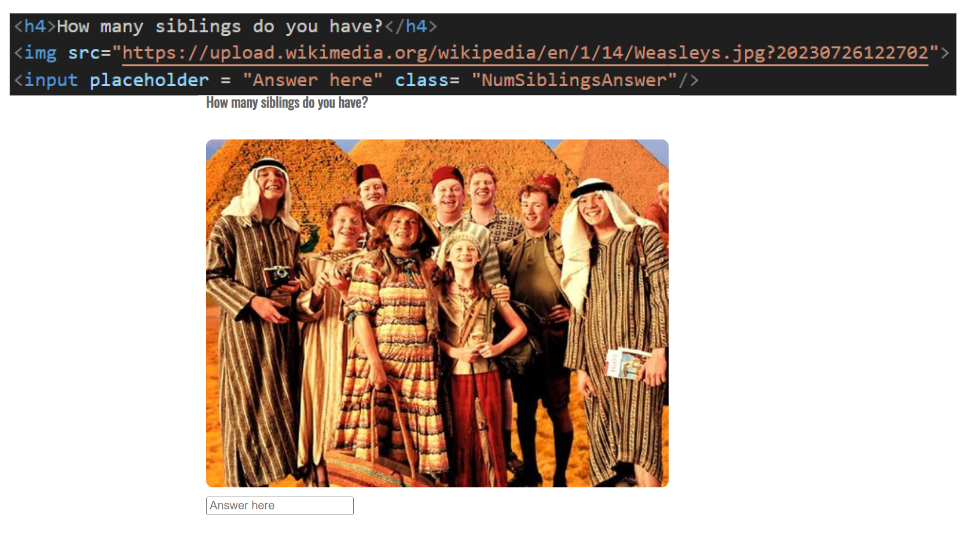 <h4>How many siblings do you have?</h4>
<img src="https://upload.wikimedia.org/wikipedia/en/1/14/Weasleys.jpg?20230726122702">
<input placeholder = "Answer here" class= "NumSiblingsAnswer"/>
How many siblings do you have?
Answer here